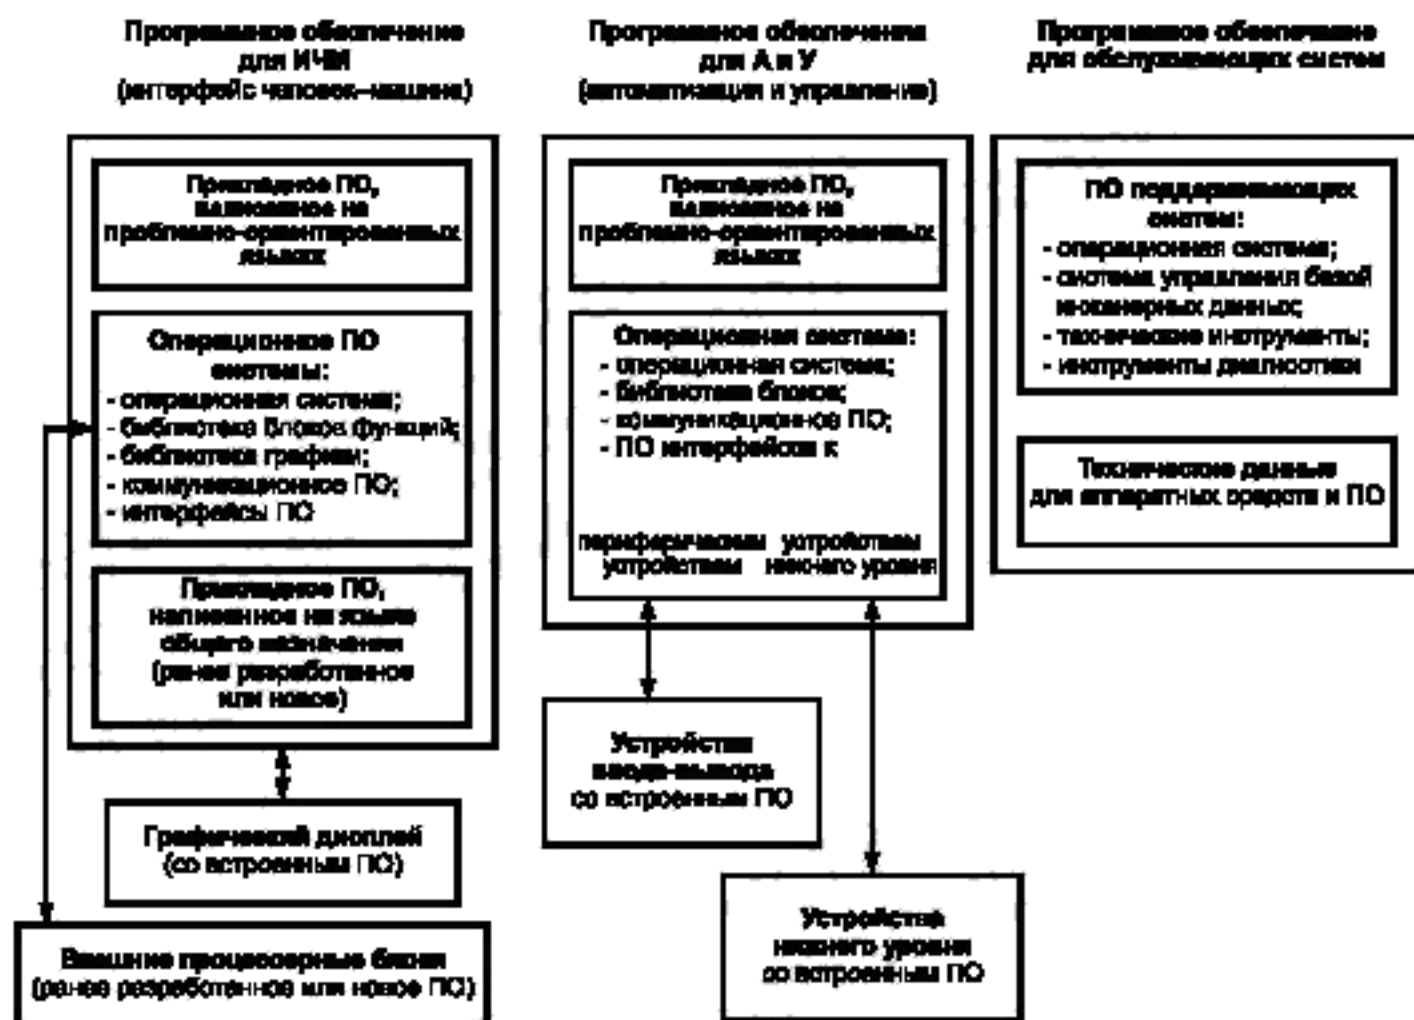 Программное обеспечение
для ИЧМ
(интерфейс человек–машина)
Прикладное ПО,
написанное на
проблемно-ориентированных
языках
Операционное ПО
системы:
- операционная система;
- библиотека блоков функций;
- библиотека графики;
- коммуникационное ПО;
- интерфейсы ПО
Прикладное ПО,
написанное на языке
общего назначения
(ранее разработанное
или новое)
Графический дисплей
(со встроенным ПО)
Внешние процессорные блоки
(ранее разработанное или новое ПО)
Программное обеспечение
для А и У
(автоматизация и управление)
Прикладное ПО,
написанное на
проблемно-ориентированных
языках
Операционная система:
- операционная система;
- библиотека блоков;
- коммуникационное ПО;
- ПО интерфейсов к
периферическим устройствам
устройствам нижнего уровня
Устройства
ввода-вывода
со встроенным ПО
Устройства
нижнего уровня
со встроенным ПО
Программное обеспечение
для обслуживающих систем
ПО поддерживающих
систем:
- операционная система;
- система управления базой
инженерных данных;
- технические инструменты;
- инструменты диагностики
Технические данные
для аппаратных средств и ПО